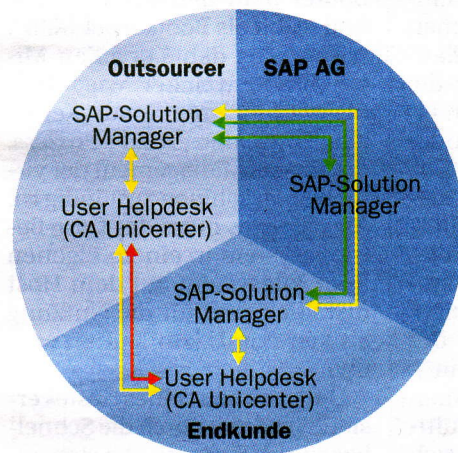 Outsourcer
SAP AG
SAP-Solution
Manager
User Helpdesk
(CA Unicenter)
SAP-Solution
Manager
SAP-Solution
Manager
User Helpdesk
(CA Unicenter)
Endkunde